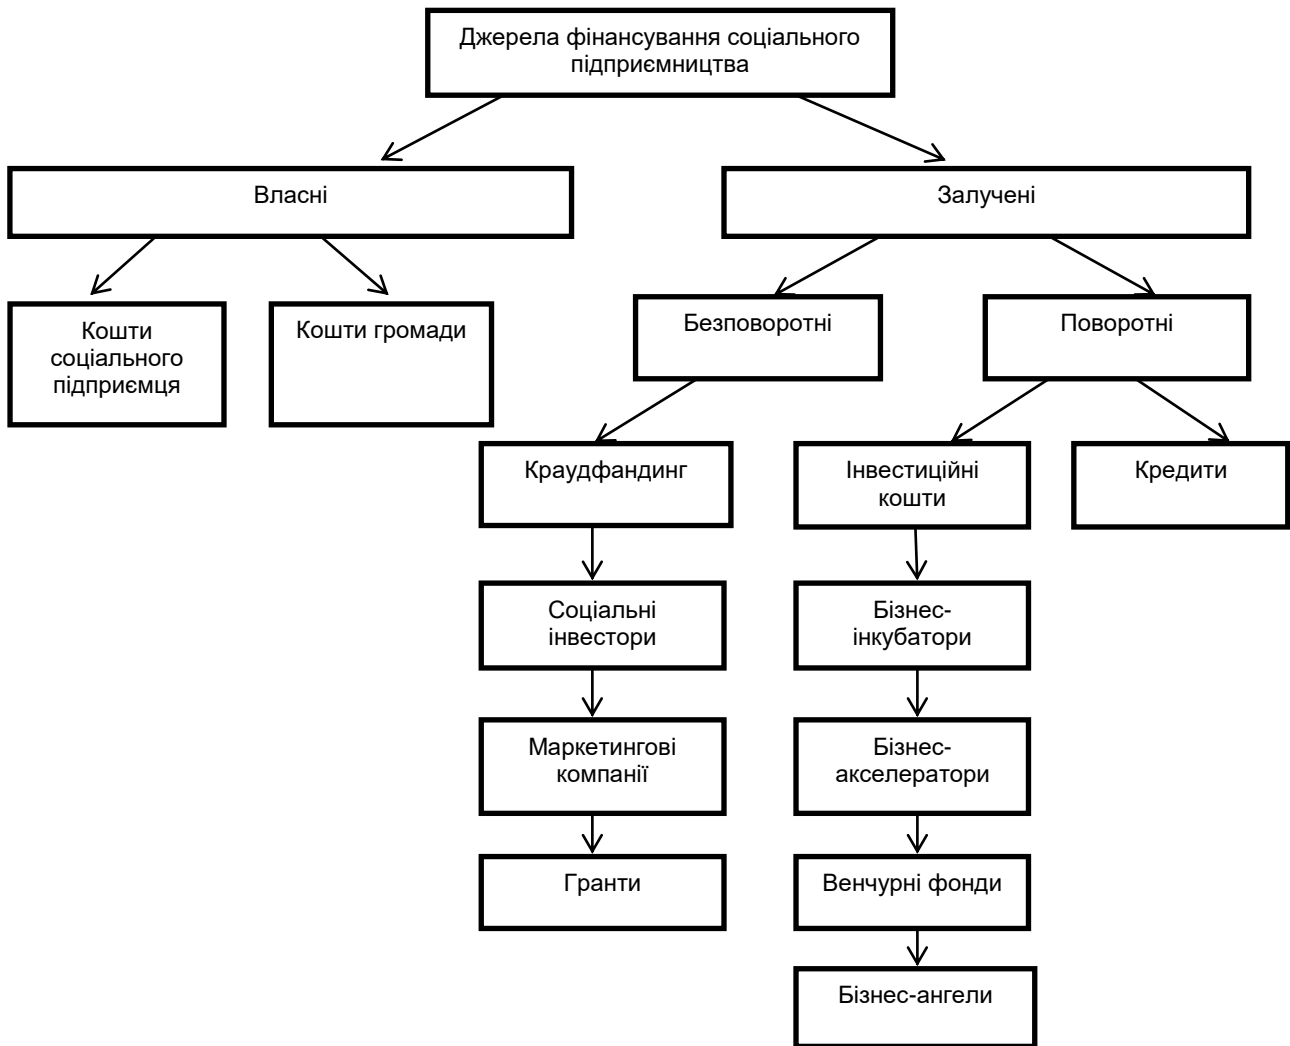 Джерела фінансування соціального
підприємництва
Власні
Залучені
Кошти
соціального
підприємця
Кошти громади
Безповоротні
Поворотні
Краудфандинг
Інвестиційні
кошти
Кредити
Соціальні
інвестори
Бізнес-
інкубатори
Маркетингові
компанії
Бізнес-
акселератори
Гранти
Венчурні фонди
Бізнес-ангели